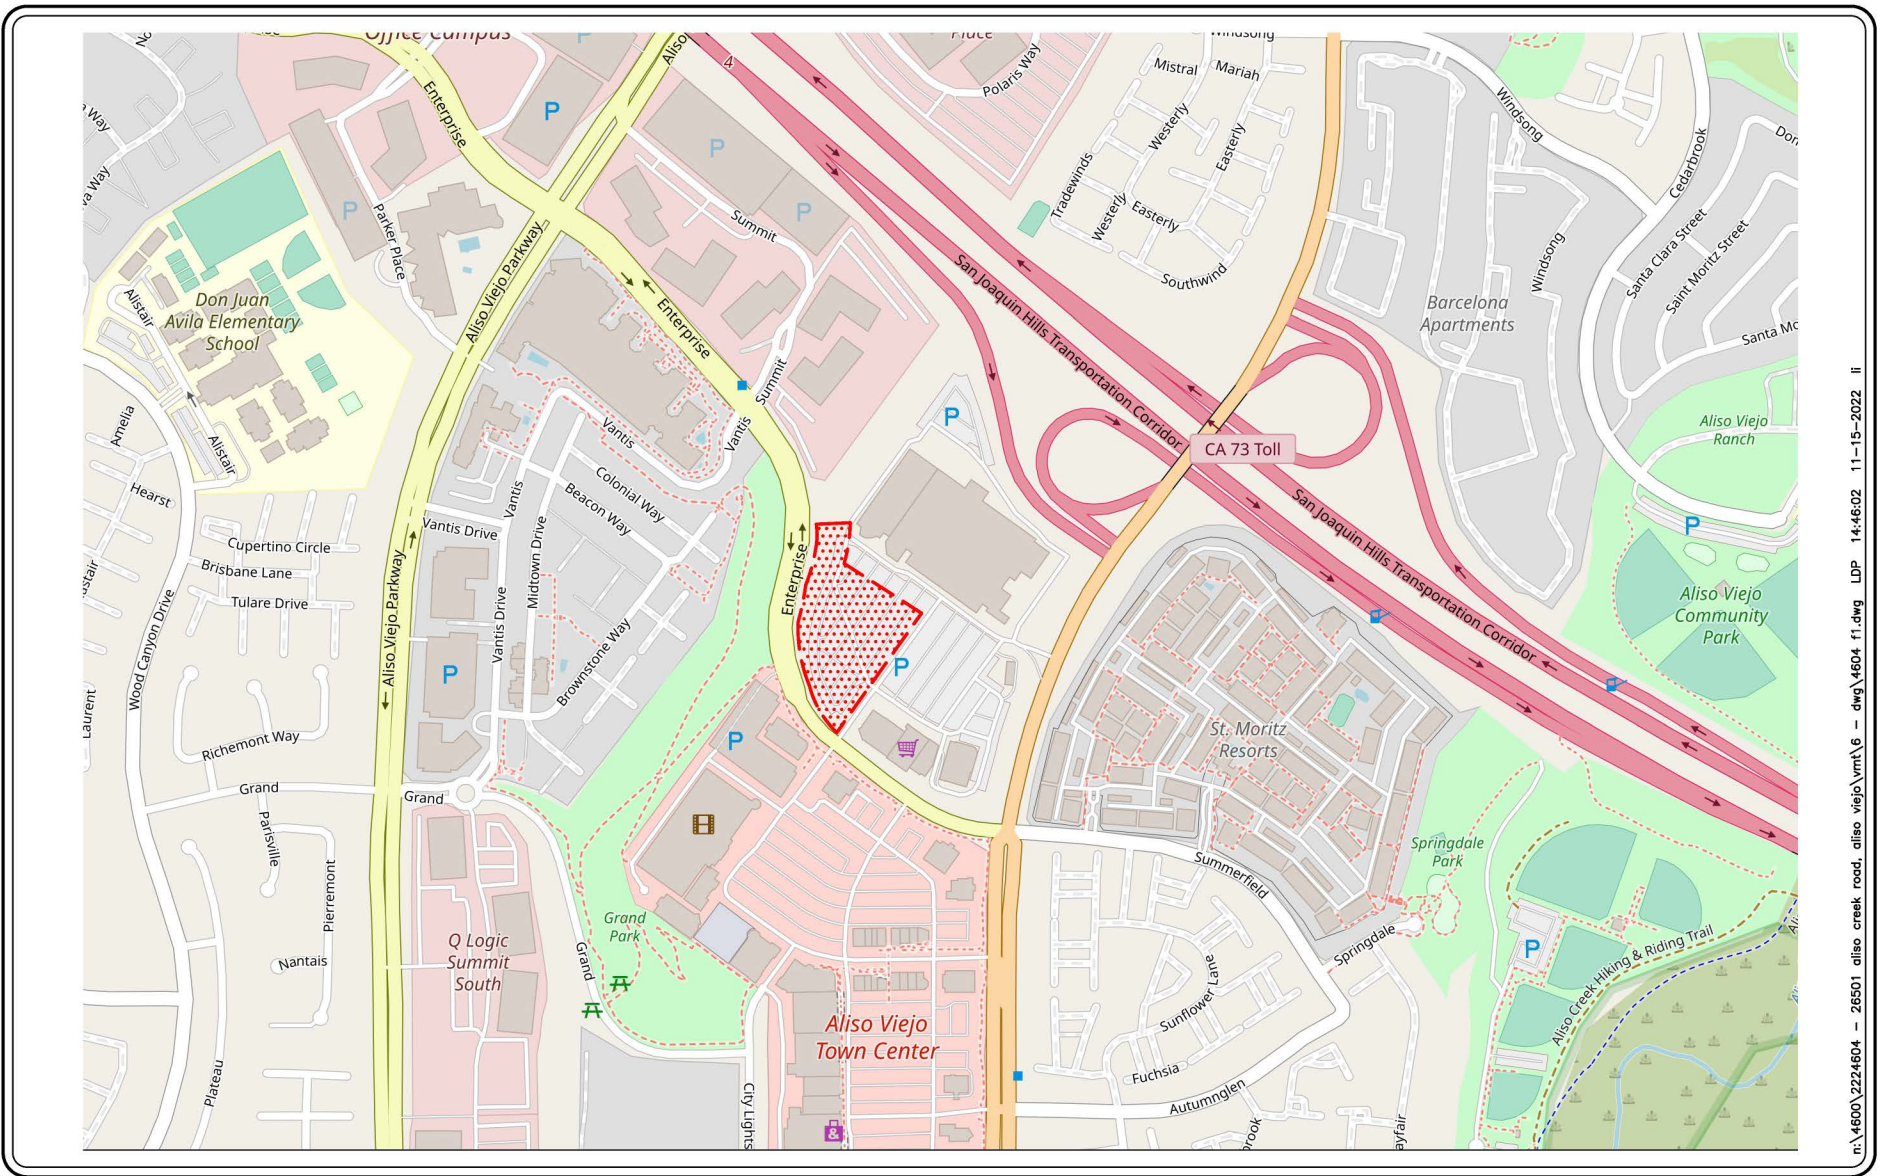 Office Campus
Place
Windsong
No
Aliso
4
P
Polaris Way
Mistral
Mariah
Enterprise
P
P
Westerly
Easterly
Windsong
Cedarbrook
Don
a Way
va Way
P
P
Parker Place
Summit
Tradewinds
Westerly
Easterly
Southwind
Santa Clara Street
Saint Moritz Street
Windsong
Aliso Viejo Parkway
San Joaquin Hills Transportation Corridor
Alistair
Don Juan
Avila Elementary
School
Enterprise
Barcelona
Apartments
Santa Mo
Summit
Vantis
Vantis
P
Amelia
Alistair
CA 73 Toll
Aliso Viejo
Ranch
Hearst
Colonial Way
Beacon Way
Vantis
Vantis Drive
San Joaquin Hills Transportation Corridor
P
Cupertino Circle
Brisbane Lane
Tulare Drive
astair
Aliso Viejo Parkway
Midtown Drive
Vantis Drive
Enterprise
Aliso Viejo
Community
Park
Wood Canyon Drive
Laurent
P
Brownstone Way
P
P
Richemont Way
St. Moritz
Resorts
Grand
Grand
Parisville
Pierremont
Summerfield
Springdale
Park
Grand
Park
Q Logic
Summit
South
Nantais
Grand
Springdale
P
Aliso Creek Hiking & Riding Trail
Sunflower Lane
Aliso Viejo
Town Center
Fuchsia
Autumnglen
Plateau
City Lights
brook
ayfair
&
n:\4600\2224604 - 26501 aliso creek road, aliso viejo\vmt\6 - dwg\4604 f1.dwg LDP 14:46:02 11-15-2022 li